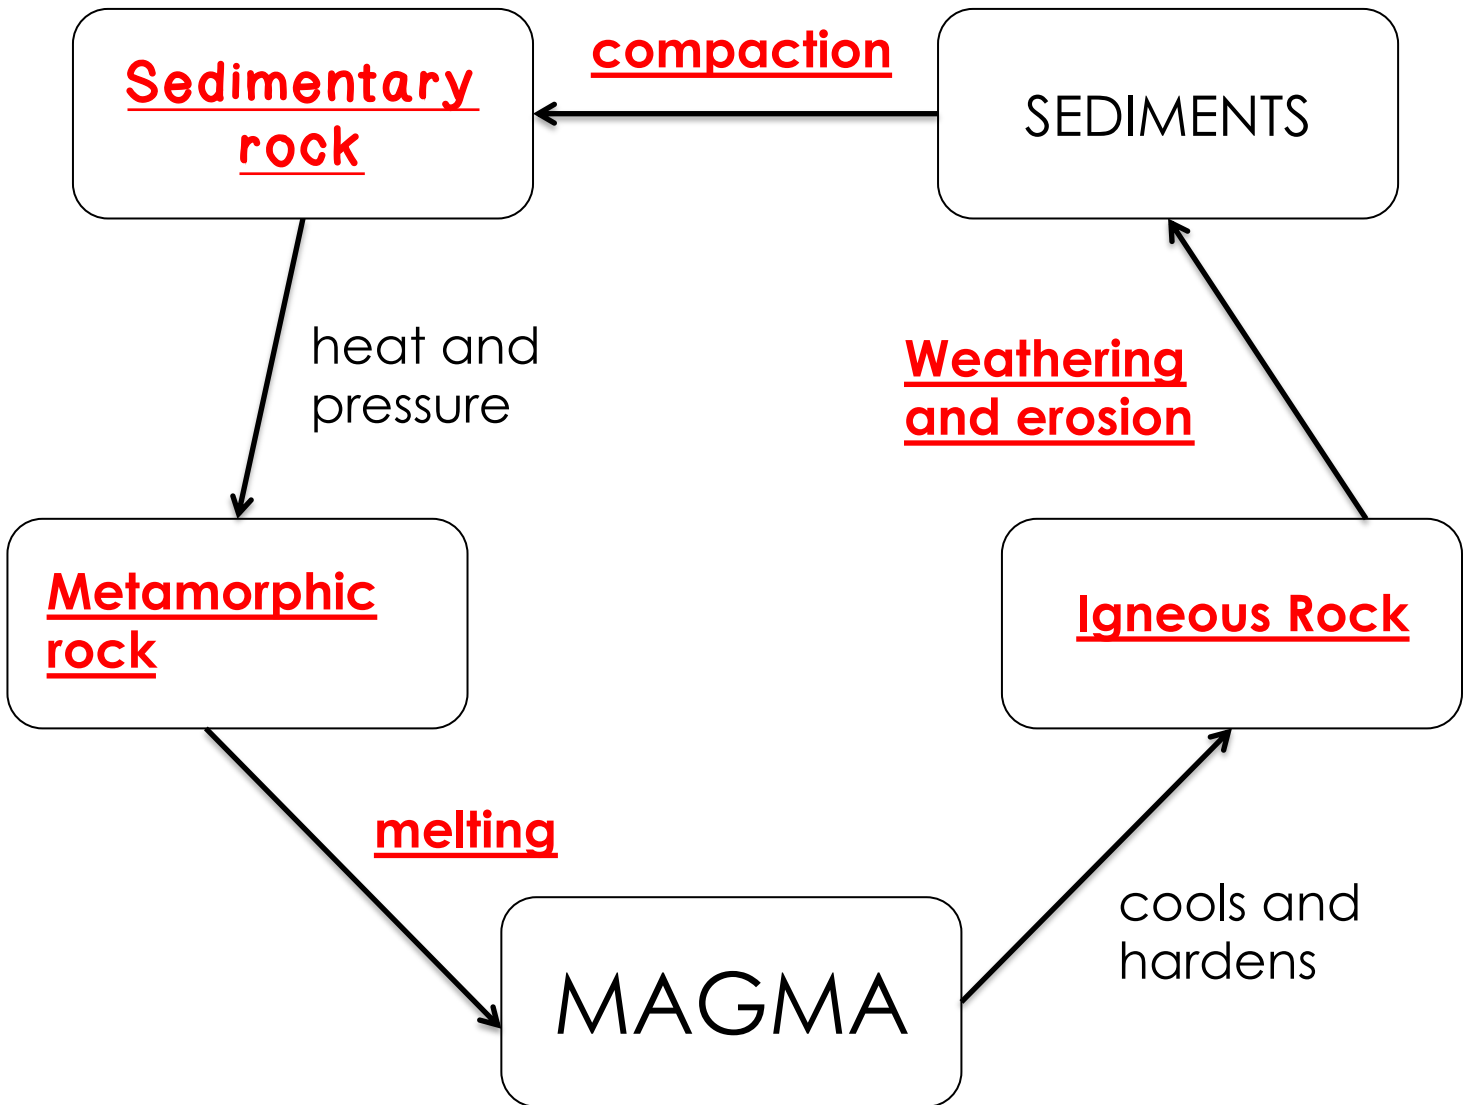 Sedimentary
rock
compaction
SEDIMENTS
heat and
pressure
Weathering
and erosion
Metamorphic
rock
Igneous Rock
melting
cools and
hardens
MAGMA